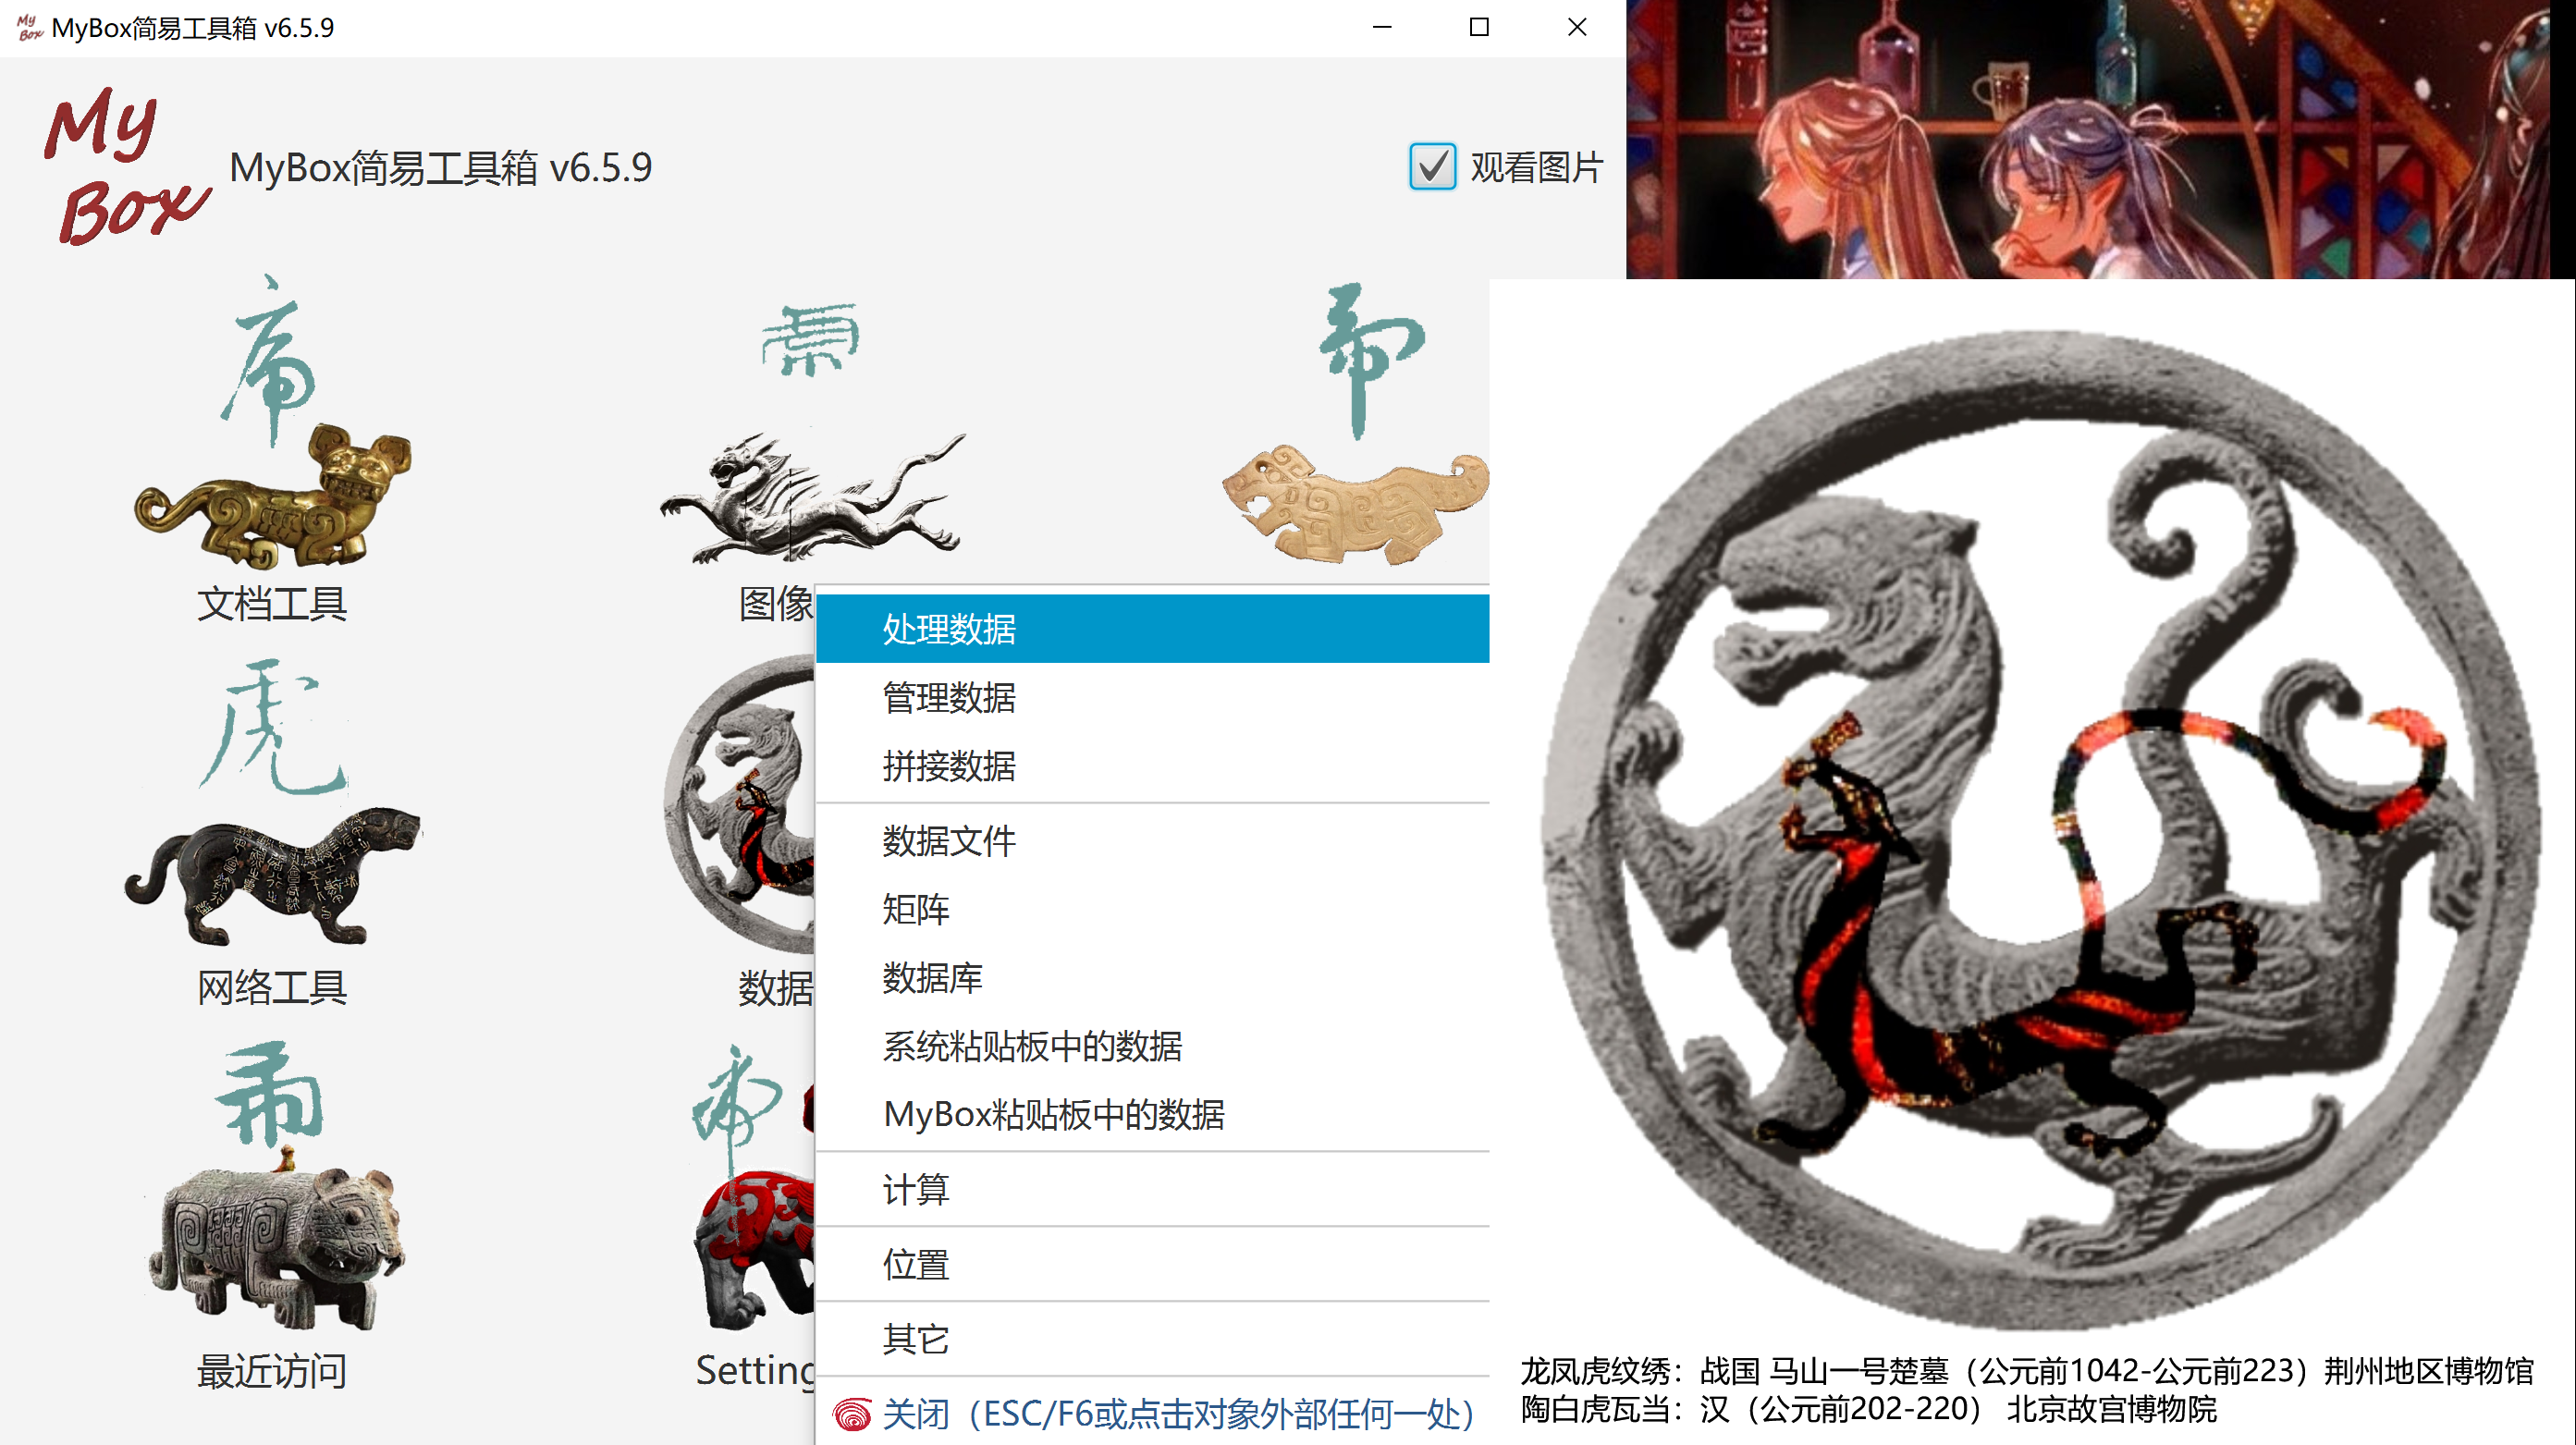 MyBox简易工具箱 v6.5.9
My
Box
MyBox简易工具箱 v6.5.9
观看图片
文档工具
图像
网络工具
数据
最近访问
Setting
处理数据
管理数据
拼接数据
数据文件
矩阵
数据库
系统粘贴板中的数据
MyBox粘贴板中的数据
计算
位置
其它
关闭（ESC/F6或点击对象外部任何一处）
龙凤虎纹绣：战国 马山一号楚墓（公元前1042-公元前223）荆州地区博物馆
陶白虎瓦当：汉（公元前202-220） 北京故宫博物院